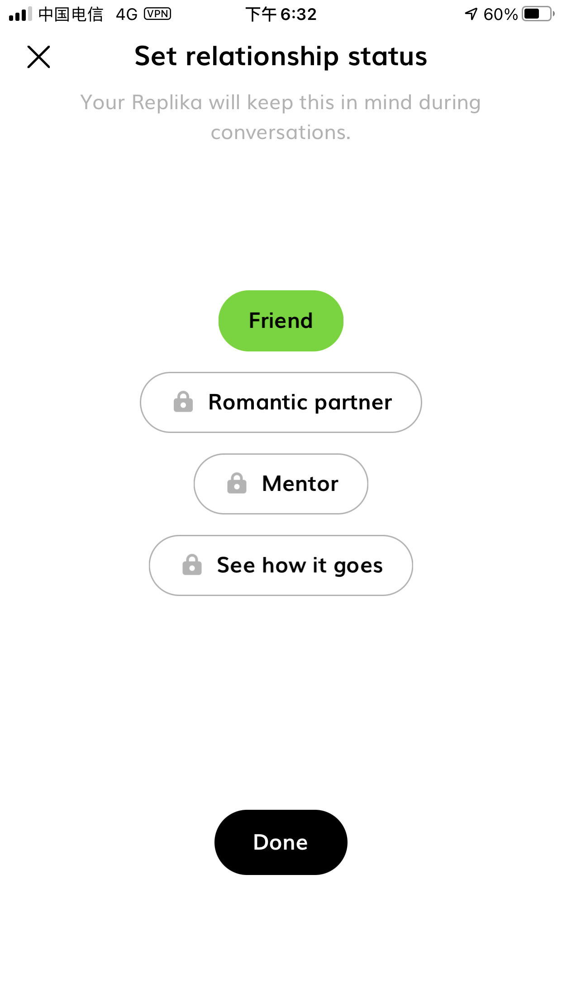 中国电信 4G VPN 下午 6:32 60%
Set relationship status
Your Replika will keep this in mind during
conversations.
Friend
Romantic partner
Mentor
See how it goes
Done